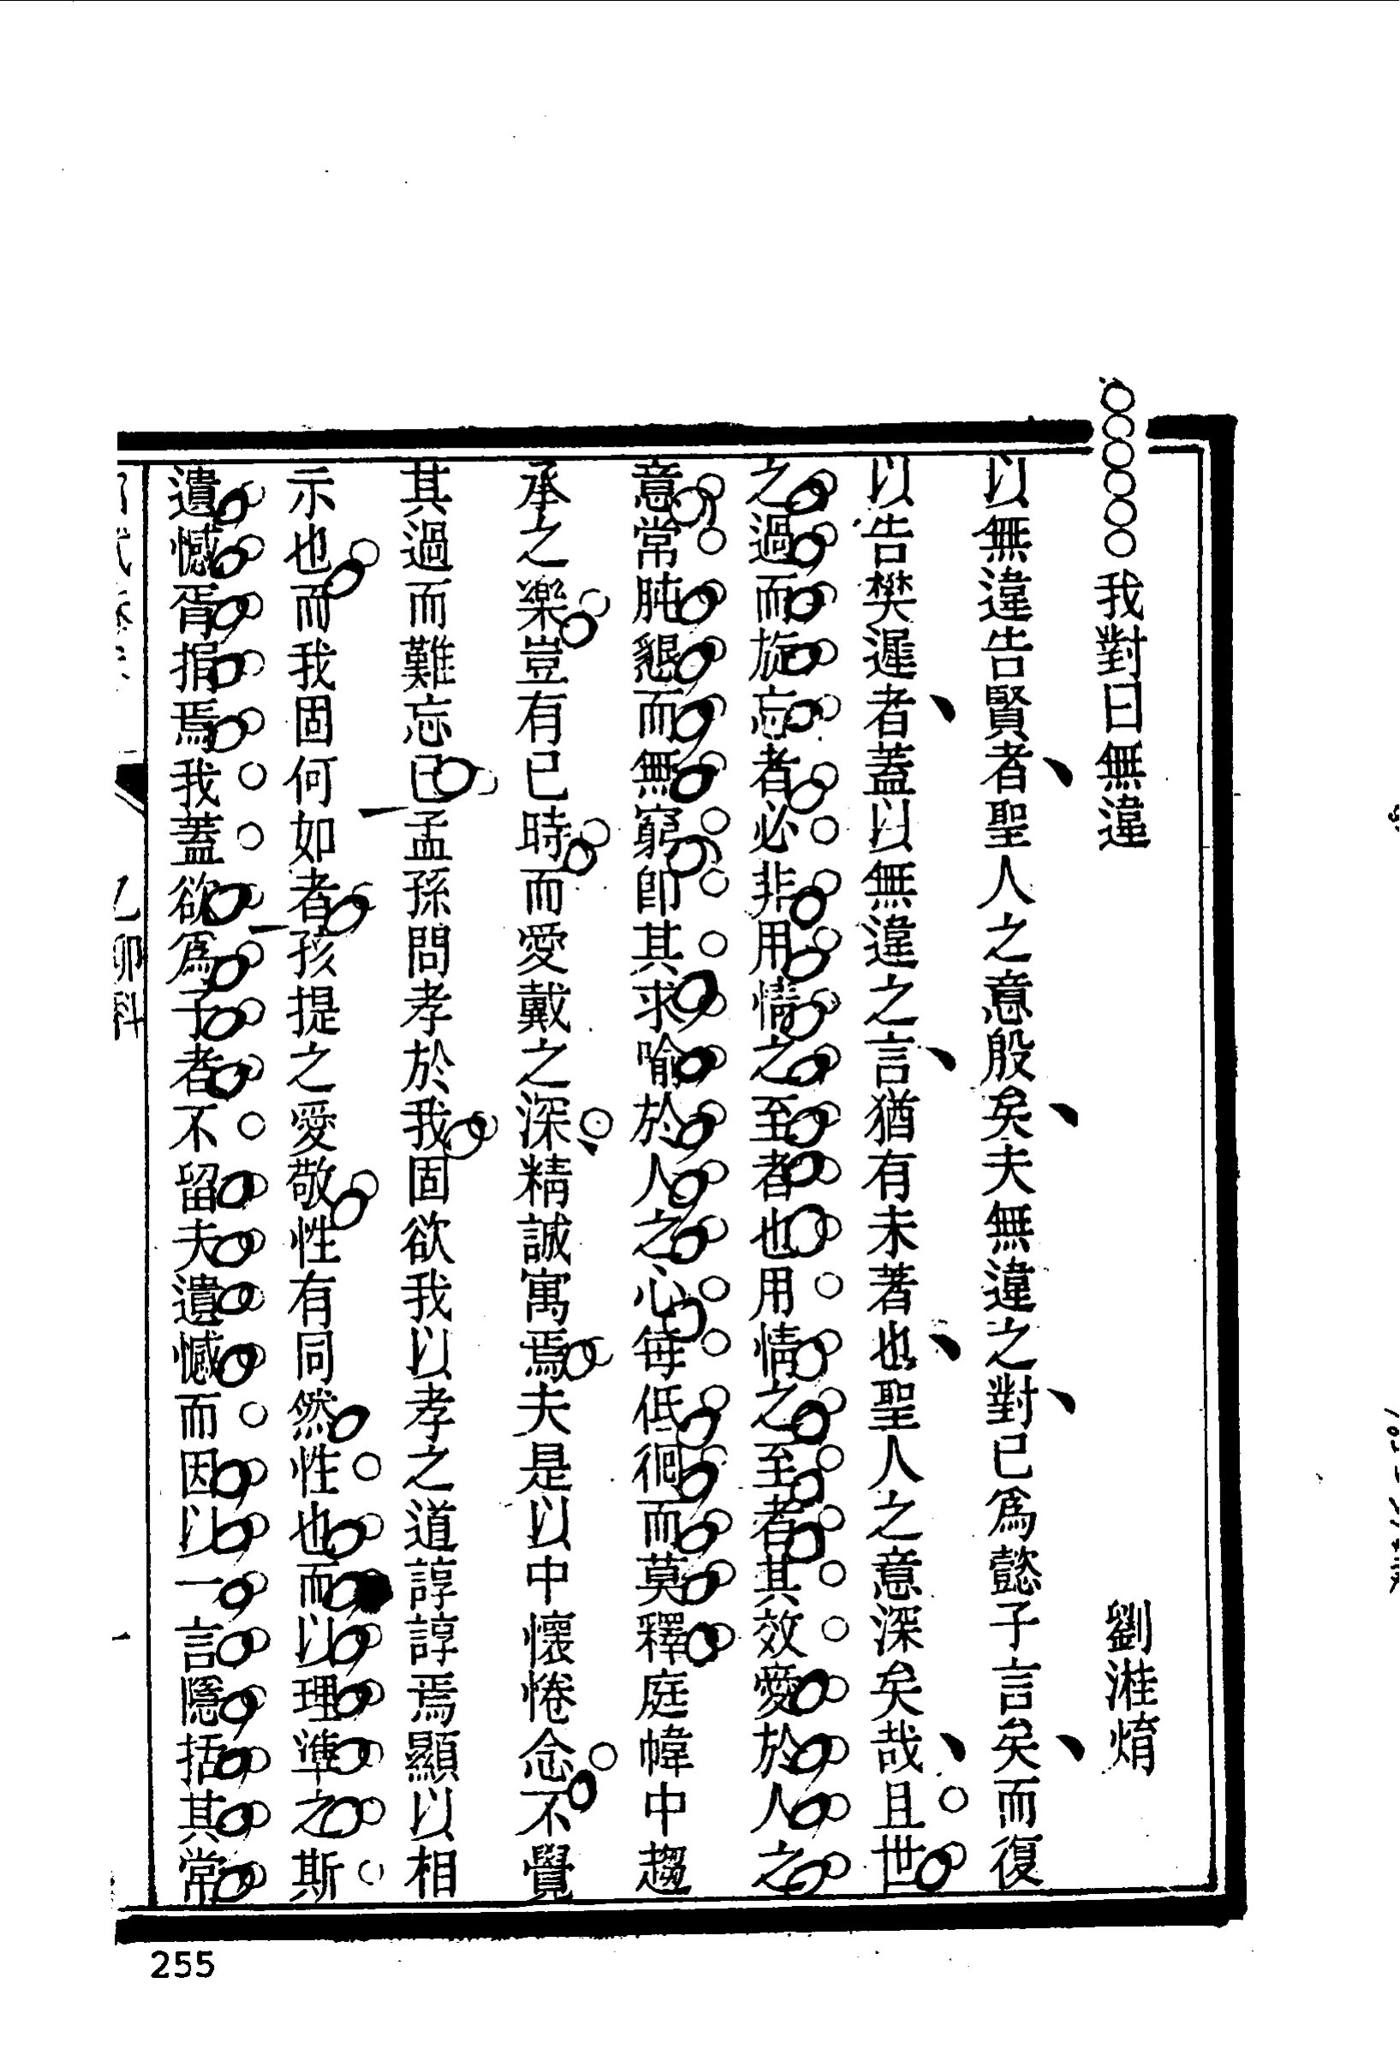 我對曰無違 劉溎焴
以無違告賢者聖人之意殷矣夫無違之對已爲懿子言矣而復
以告樊遲者蓋以無違之言猶有未著也聖人之意深矣哉且世
之過而旋忘者必非用情之至者也用情之至者其效愛於人之
意常肫懇而無窮卽其求喻於人之心每低徊而莫釋庭幃中趨
承之樂豈有已時而愛戴之深精誠寓焉夫是以中懷惓念不覺
其過而難忘已孟孫問孝於我固欲我以孝之道諄諄焉顯以相
示也而我固何如者孩提之愛敬性有同然性也而以理準之斯
遺憾胥捐焉我蓋欲爲子者不留夫遺憾而因以一言隱括其常
乙卯科
255